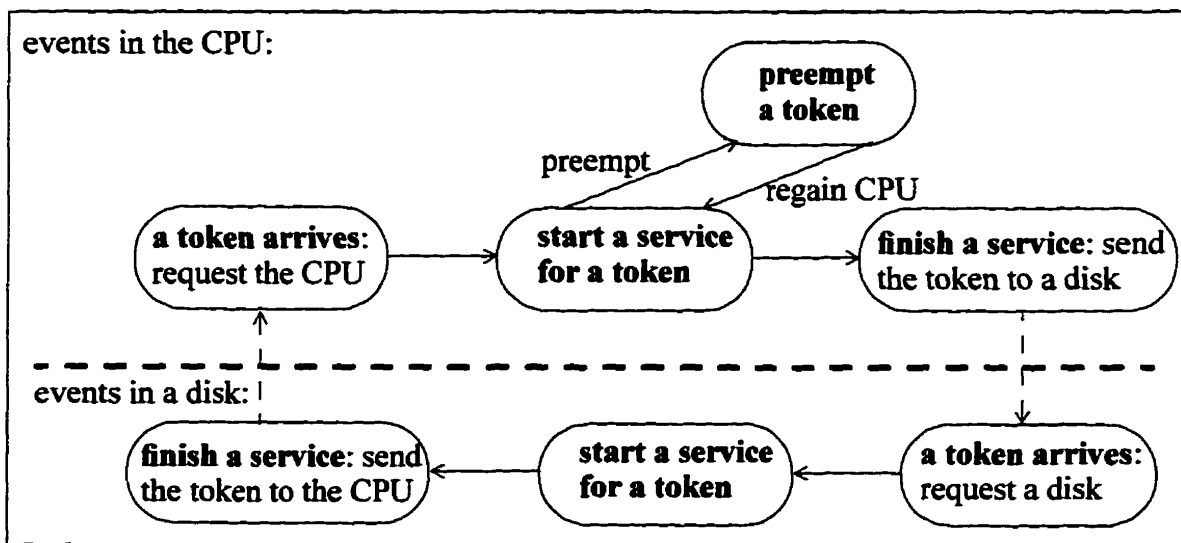 events in the CPU:
preempt
a token
preempt
regain CPU
a token arrives:
request the CPU
start a service
for a token
finish a service: send
the token to a disk
events in a disk:
finish a service: send
the token to the CPU
start a service
for a token
a token arrives:
request a disk